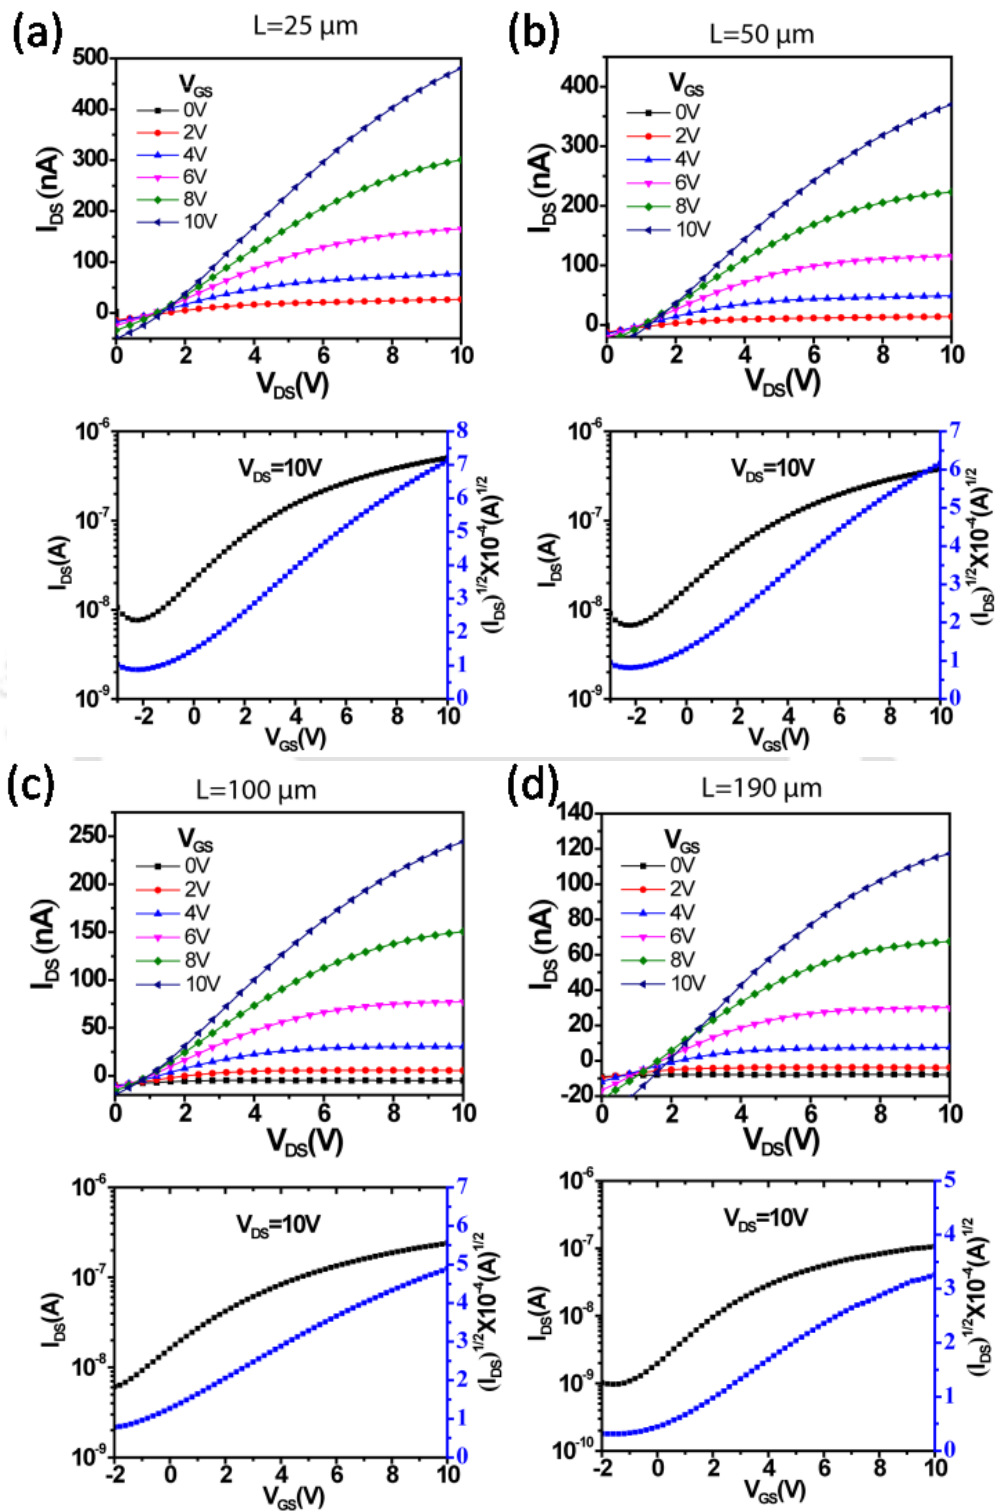 (a) L=25 µm
I_DS (nA)
500
400
300
200
100
0
V_GS
0V
2V
4V
6V
8V
10V
0 2 4 6 8 10
V_DS(V)
(b) L=50 µm
I_DS (nA)
400
300
200
100
0
V_GS
0V
2V
4V
6V
8V
10V
0 2 4 6 8 10
V_DS(V)
I_DS(A)
10^-6
10^-7
10^-8
10^-9
V_DS=10V
8
7
6
5
4
3
2
1
0
(I_DS)^1/2X10^-4(A)^1/2
-2 0 2 4 6 8 10
V_GS(V)
I_DS(A)
10^-6
10^-7
10^-8
10^-9
V_DS=10V
7
6
5
4
3
2
1
0
(I_DS)^1/2X10^-4(A)^1/2
-2 0 2 4 6 8 10
V_GS(V)
(c) L=100 µm
I_DS (nA)
250
200
150
100
50
0
V_GS
0V
2V
4V
6V
8V
10V
0 2 4 6 8 10
V_DS(V)
(d) L=190 µm
I_DS (nA)
140
120
100
80
60
40
20
0
-20
V_GS
0V
2V
4V
6V
8V
10V
0 2 4 6 8 10
V_DS(V)
I_DS(A)
10^-6
10^-7
10^-8
10^-9
V_DS=10V
7
6
5
4
3
2
1
0
(I_DS)^1/2X10^-4(A)^1/2
-2 0 2 4 6 8 10
V_GS(V)
I_DS(A)
10^-6
10^-7
10^-8
10^-9
10^-10
V_DS=10V
5
4
3
2
1
0
(I_DS)^1/2X10^-4(A)^1/2
-2 0 2 4 6 8 10
V_GS(V)